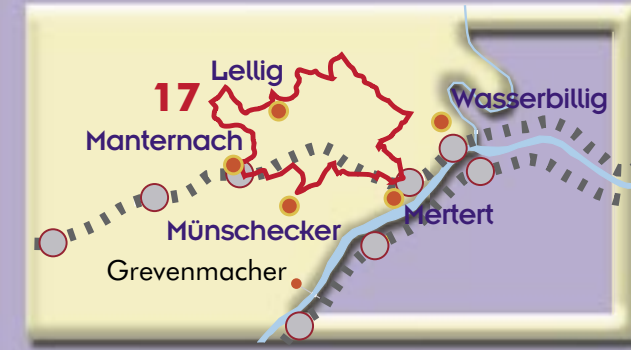 Lellig
17
Wasserbillig
Manternach
Mertert
Münschecker
Grevenmacher